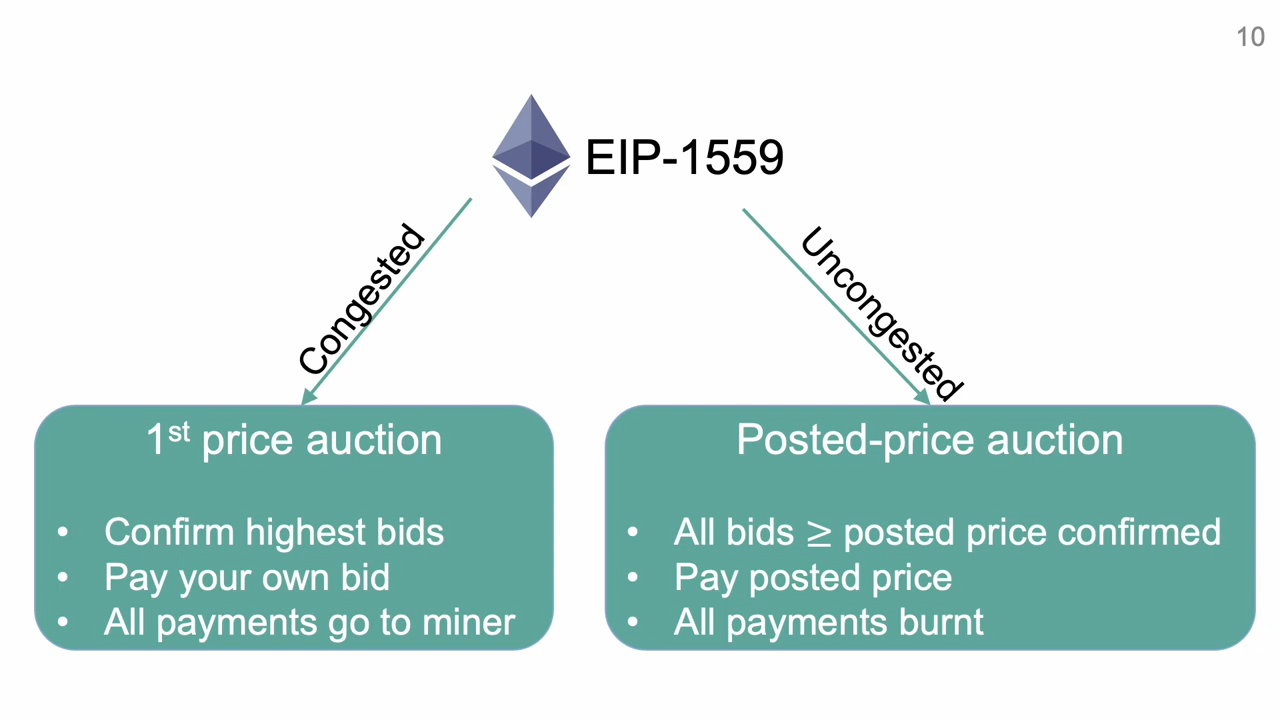 10
EIP-1559
Congested
Uncongested
1st price auction
• Confirm highest bids
• Pay your own bid
• All payments go to miner
Posted-price auction
• All bids ≥ posted price confirmed
• Pay posted price
• All payments burnt